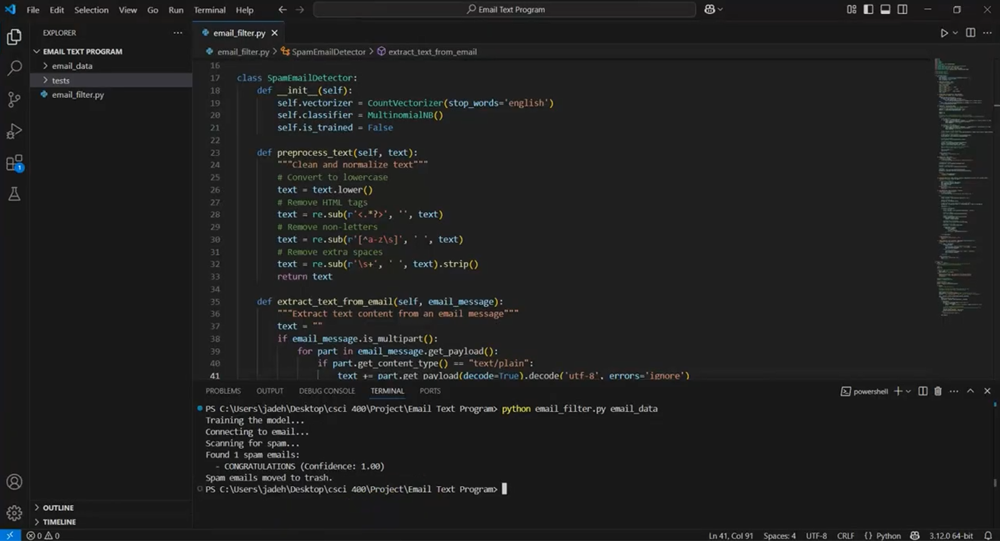 File Edit Selection View Go Run Terminal Help
Email Text Program
EXPLORER
EMAIL TEXT PROGRAM
email_data
tests
email_filter.py
1
OUTLINE
TIMELINE
email_filter.py
email_filter.py > SpamEmailDetector > extract_text_from_email
16
17 class SpamEmailDetector:
18 def __init__(self):
19 self.vectorizer = CountVectorizer(stop_words='english')
20 self.classifier = MultinomialNB()
21 self.is_trained = False
22
23 def preprocess_text(self, text):
24 """Clean and normalize text"""
25 # Convert to lowercase
26 text = text.lower()
27 # Remove HTML tags
28 text = re.sub(r'<.*?>', '', text)
29 # Remove non-letters
30 text = re.sub(r'[^a-z\s]', ' ', text)
31 # Remove extra spaces
32 text = re.sub(r'\s+', ' ', text).strip()
33 return text
34
35 def extract_text_from_email(self, email_message):
36 """Extract text content from an email message"""
37 text = ""
38 if email_message.is_multipart():
39 for part in email_message.get_payload():
40 if part.get_content_type() == "text/plain":
41 text += part.get_payload(decode=True).decode('utf-8', errors='ignore')
PROBLEMS OUTPUT DEBUG CONSOLE TERMINAL PORTS
powershell
PS C:\Users\jadeh\Desktop\csci 400\Project\Email Text Program> python email_filter.py email_data
Training the model...
Connecting to email...
Scanning for spam...
Found 1 spam emails:
- CONGRATULATIONS (Confidence: 1.00)
Spam emails moved to trash.
PS C:\Users\jadeh\Desktop\csci 400\Project\Email Text Program>
0 0
Ln 41, Col 91 Spaces: 4 UTF-8 CRLF {} Python 3.12.0 64-bit